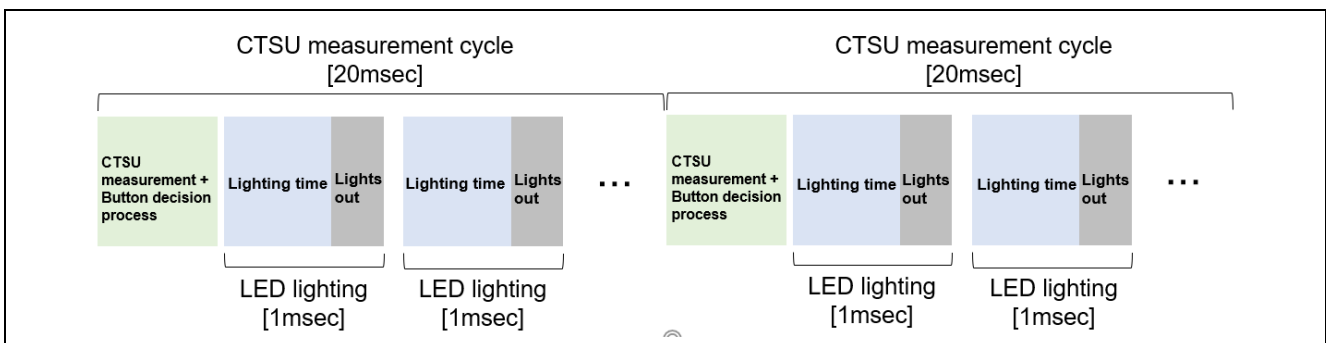 CTSU measurement cycle
[20msec]
CTSU measurement cycle
[20msec]
CTSU
measurement +
Button decision
process
Lighting time
Lights
out
Lighting time
Lights
out
...
CTSU
measurement +
Button decision
process
Lighting time
Lights
out
Lighting time
Lights
out
...
LED lighting
[1msec]
LED lighting
[1msec]
LED lighting
[1msec]
LED lighting
[1msec]